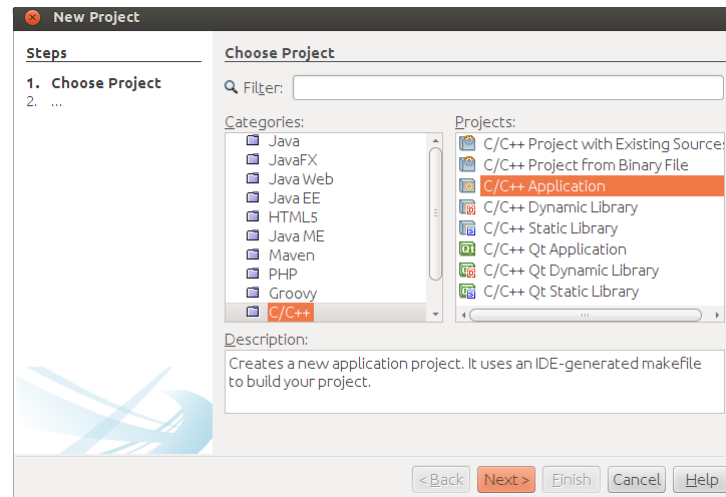 New Project
Steps
1. Choose Project
2. ...
Choose Project
Filter:
Categories:
Java
JavaFX
Java Web
Java EE
HTML5
Java ME
Maven
PHP
Groovy
C/C++
Projects:
C/C++ Project with Existing Sources
C/C++ Project from Binary File
C/C++ Application
C/C++ Dynamic Library
C/C++ Static Library
C/C++ Qt Application
C/C++ Qt Dynamic Library
C/C++ Qt Static Library
Description:
Creates a new application project. It uses an IDE-generated makefile
to build your project.
< Back Next > Finish Cancel Help